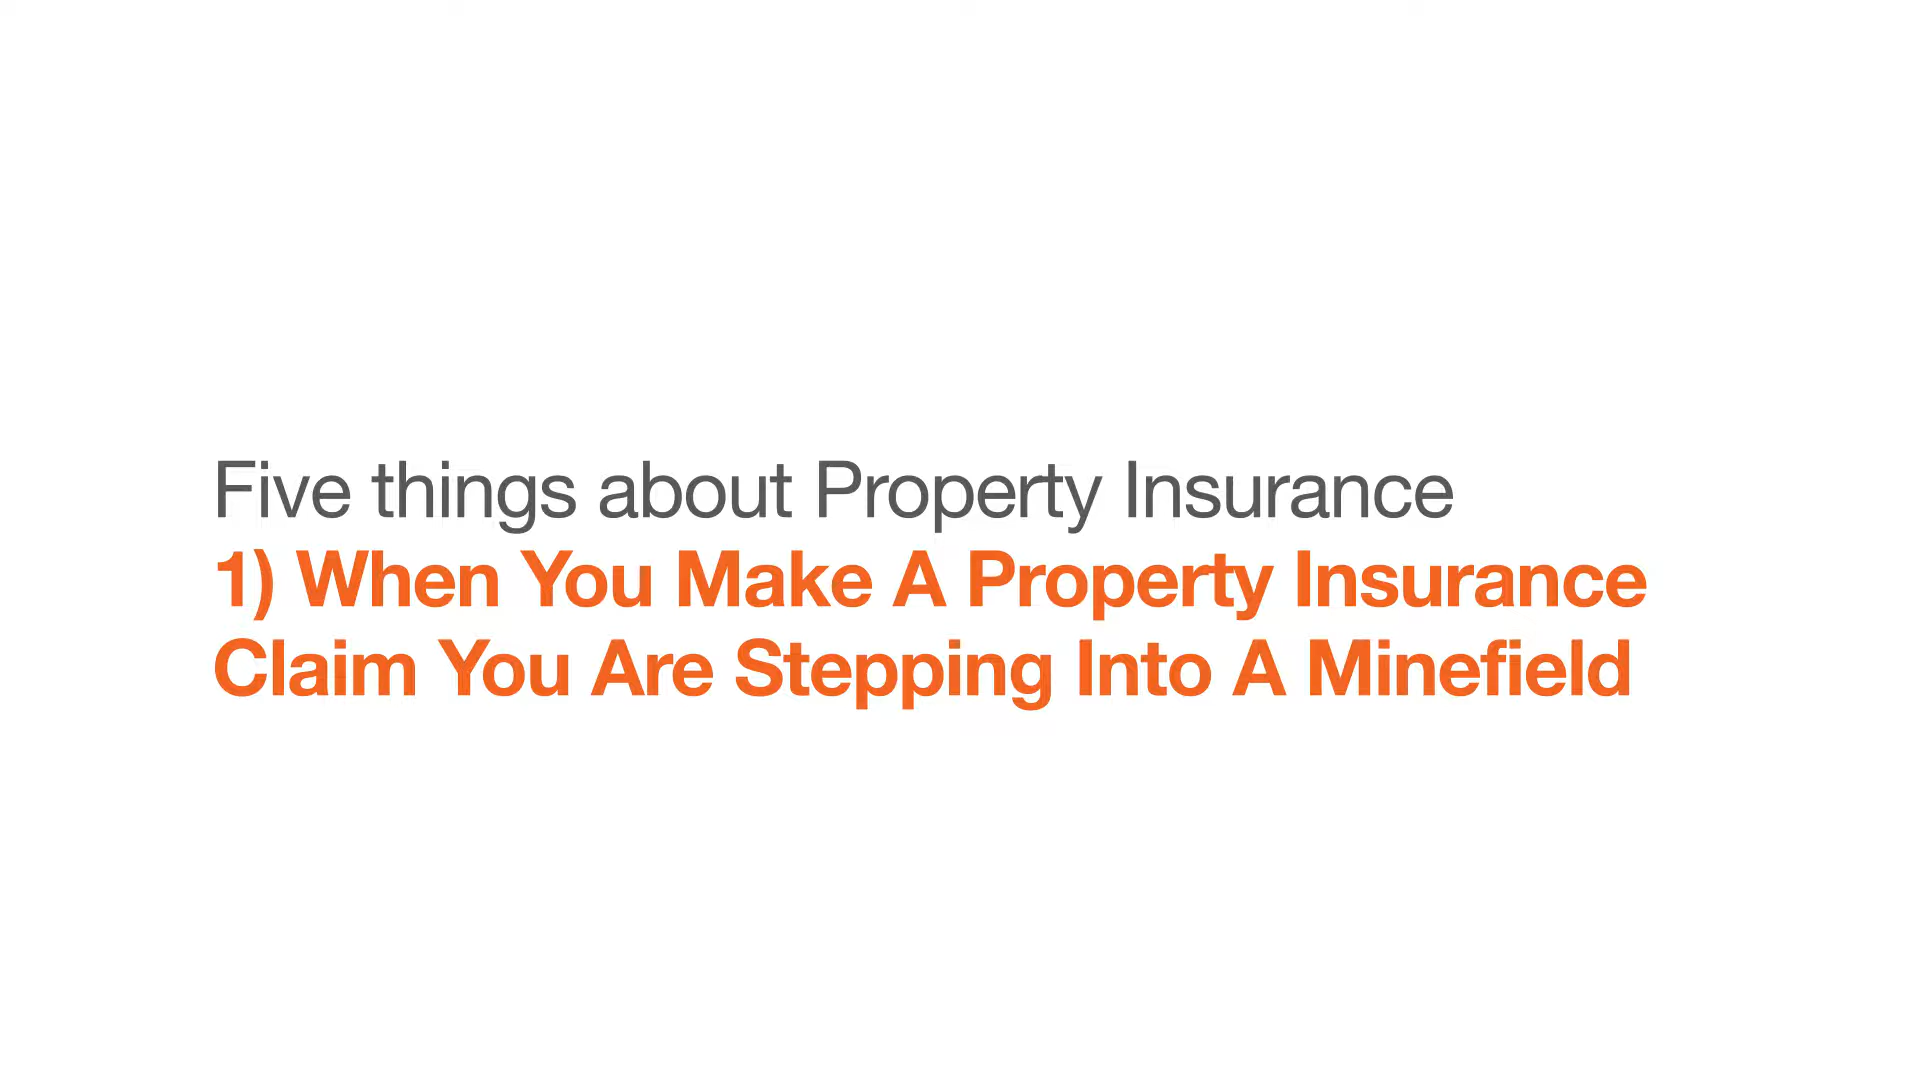 Five things about Property Insurance
1) When You Make A Property Insurance
Claim You Are Stepping Into A Minefield